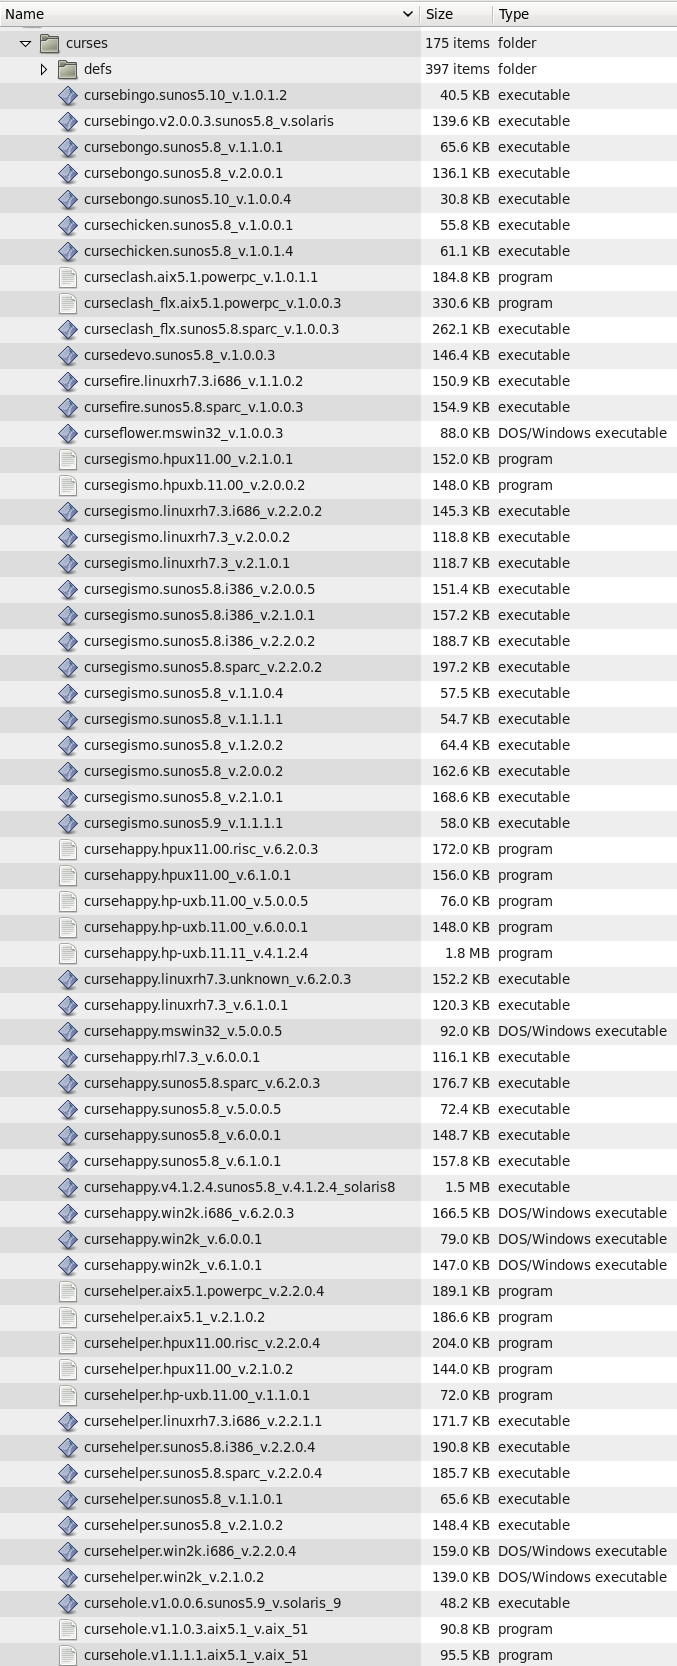 Name Size Type
curses 175 items folder
defs 397 items folder
cursebingo.sunos5.10_v.1.0.1.2 40.5 KB executable
cursebingo.v2.0.0.3.sunos5.8_v.solaris 139.6 KB executable
cursebongo.sunos5.8_v.1.1.0.1 65.6 KB executable
cursebongo.sunos5.8_v.2.0.0.1 136.1 KB executable
cursebongo.sunos5.10_v.1.0.0.4 30.8 KB executable
cursechicken.sunos5.8_v.1.0.0.1 55.8 KB executable
cursechicken.sunos5.8_v.1.0.1.4 61.1 KB executable
curseclash.aix5.1.powerpc_v.1.0.1.1 184.8 KB program
curseclash_flx.aix5.1.powerpc_v.1.0.0.3 330.6 KB program
curseclash_flx.sunos5.8.sparc_v.1.0.0.3 262.1 KB executable
cursedevo.sunos5.8_v.1.0.0.3 146.4 KB executable
cursefire.linuxrh7.3.i686_v.1.1.0.2 150.9 KB executable
cursefire.sunos5.8.sparc_v.1.0.0.3 154.9 KB executable
curseflower.mswin32_v.1.0.0.3 88.0 KB DOS/Windows executable
cursegismo.hpux11.00_v.2.1.0.1 152.0 KB program
cursegismo.hpuxb.11.00_v.2.0.0.2 148.0 KB program
cursegismo.linuxrh7.3.i686_v.2.2.0.2 145.3 KB executable
cursegismo.linuxrh7.3_v.2.0.0.2 118.8 KB executable
cursegismo.linuxrh7.3_v.2.1.0.1 118.7 KB executable
cursegismo.sunos5.8.i386_v.2.0.0.5 151.4 KB executable
cursegismo.sunos5.8.i386_v.2.1.0.1 157.2 KB executable
cursegismo.sunos5.8.i386_v.2.2.0.2 188.7 KB executable
cursegismo.sunos5.8.sparc_v.2.2.0.2 197.2 KB executable
cursegismo.sunos5.8_v.1.1.0.4 57.5 KB executable
cursegismo.sunos5.8_v.1.1.1.1 54.7 KB executable
cursegismo.sunos5.8_v.1.2.0.2 64.4 KB executable
cursegismo.sunos5.8_v.2.0.0.2 162.6 KB executable
cursegismo.sunos5.8_v.2.1.0.1 168.6 KB executable
cursegismo.sunos5.9_v.1.1.1.1 58.0 KB executable
cursehappy.hpux11.00.risc_v.6.2.0.3 172.0 KB program
cursehappy.hpux11.00_v.6.1.0.1 156.0 KB program
cursehappy.hp-uxb.11.00_v.5.0.0.5 76.0 KB program
cursehappy.hp-uxb.11.00_v.6.0.0.1 148.0 KB program
cursehappy.hp-uxb.11.11_v.4.1.2.4 1.8 MB program
cursehappy.linuxrh7.3.unknown_v.6.2.0.3 152.2 KB executable
cursehappy.linuxrh7.3_v.6.1.0.1 120.3 KB executable
cursehappy.mswin32_v.5.0.0.5 92.0 KB DOS/Windows executable
cursehappy.rhl7.3_v.6.0.0.1 116.1 KB executable
cursehappy.sunos5.8.sparc_v.6.2.0.3 176.7 KB executable
cursehappy.sunos5.8_v.5.0.0.5 72.4 KB executable
cursehappy.sunos5.8_v.6.0.0.1 148.7 KB executable
cursehappy.sunos5.8_v.6.1.0.1 157.8 KB executable
cursehappy.v4.1.2.4.sunos5.8_v.4.1.2.4_solaris8 1.5 MB executable
cursehappy.win2k.i686_v.6.2.0.3 166.5 KB DOS/Windows executable
cursehappy.win2k_v.6.0.0.1 79.0 KB DOS/Windows executable
cursehappy.win2k_v.6.1.0.1 147.0 KB DOS/Windows executable
cursehelper.aix5.1.powerpc_v.2.2.0.4 189.1 KB program
cursehelper.aix5.1_v.2.1.0.2 186.6 KB program
cursehelper.hpux11.00.risc_v.2.2.0.4 204.0 KB program
cursehelper.hpux11.00_v.2.1.0.2 144.0 KB program
cursehelper.hp-uxb.11.00_v.1.1.0.1 72.0 KB program
cursehelper.linuxrh7.3.i686_v.2.2.1.1 171.7 KB executable
cursehelper.sunos5.8.i386_v.2.2.0.4 190.8 KB executable
cursehelper.sunos5.8.sparc_v.2.2.0.4 185.7 KB executable
cursehelper.sunos5.8_v.1.1.0.1 65.6 KB executable
cursehelper.sunos5.8_v.2.1.0.2 148.4 KB executable
cursehelper.win2k.i686_v.2.2.0.4 159.0 KB DOS/Windows executable
cursehelper.win2k_v.2.1.0.2 139.0 KB DOS/Windows executable
cursehole.v1.0.0.6.sunos5.9_v.solaris_9 48.2 KB executable
cursehole.v1.1.0.3.aix5.1_v.aix_51 90.8 KB program
cursehole.v1.1.1.1.aix5.1_v.aix_51 95.5 KB program